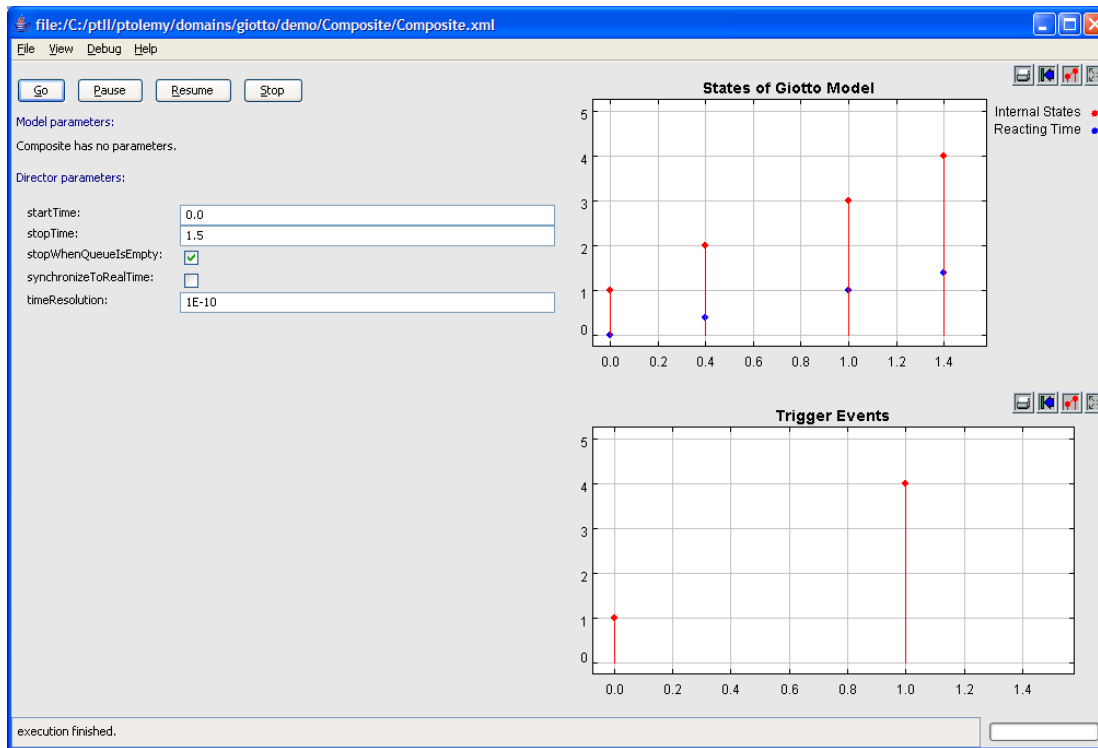 file:/C:/ptII/ptolemy/domains/giotto/demo/Composite/Composite.xml
File View Debug Help
Go Pause Resume Stop
Model parameters:
Composite has no parameters.
Director parameters:
startTime: 0.0
stopTime: 1.5
stopWhenQueueIsEmpty:
synchronizeToRealTime:
timeResolution: 1E-10
States of Giotto Model
Internal States
Reacting Time
5
4
3
2
1
0
0.0 0.2 0.4 0.6 0.8 1.0 1.2 1.4
Trigger Events
5
4
3
2
1
0
0.0 0.2 0.4 0.6 0.8 1.0 1.2 1.4
execution finished.